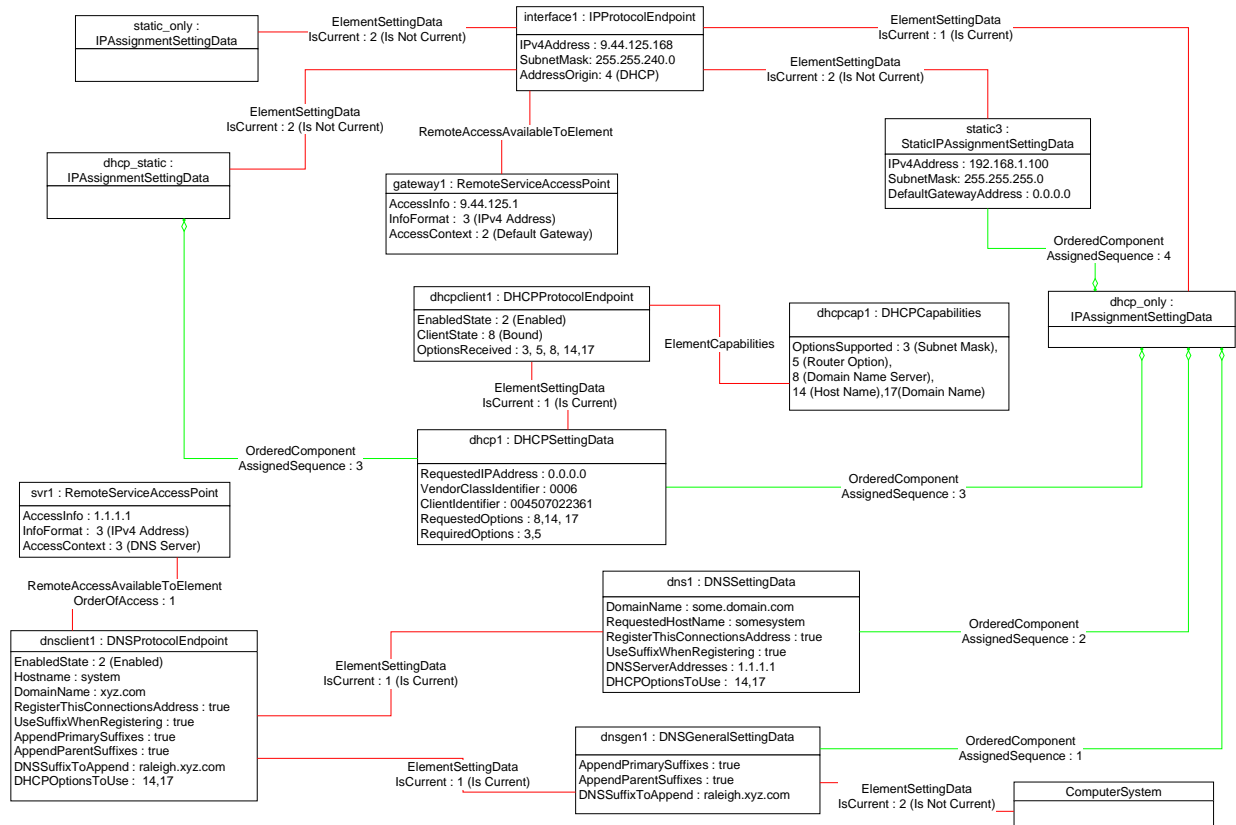 static_only :
IPAssignmentSettingData
ElementSettingData
IsCurrent : 2 (Is Not Current)
interface1 : IPProtocolEndpoint
IPv4Address : 9.44.125.168
SubnetMask: 255.255.240.0
AddressOrigin: 4 (DHCP)
ElementSettingData
IsCurrent : 1 (Is Current)
ElementSettingData
IsCurrent : 2 (Is Not Current)
ElementSettingData
IsCurrent : 2 (Is Not Current)
RemoteAccessAvailableToElement
static3 :
StaticIPAssignmentSettingData
IPv4Address : 192.168.1.100
SubnetMask: 255.255.255.0
DefaultGatewayAddress : 0.0.0.0
dhcp_static :
IPAssignmentSettingData
gateway1 : RemoteServiceAccessPoint
AccessInfo : 9.44.125.1
InfoFormat :  3 (IPv4 Address)
AccessContext : 2 (Default Gateway)
OrderedComponent
AssignedSequence : 4
dhcp_only :
IPAssignmentSettingData
dhcpclient1 : DHCPProtocolEndpoint
EnabledState : 2 (Enabled)
ClientState : 8 (Bound)
OptionsReceived : 3, 5, 8, 14,17
ElementCapabilities
dhcpcap1 : DHCPCapabilities
OptionsSupported : 3 (Subnet Mask),
5 (Router Option),
8 (Domain Name Server),
14 (Host Name),17(Domain Name)
ElementSettingData
IsCurrent : 1 (Is Current)
dhcp1 : DHCPSettingData
RequestedIPAddress : 0.0.0.0
VendorClassIdentifier : 0006
ClientIdentifier : 004507022361
RequestedOptions : 8,14, 17
RequiredOptions : 3,5
OrderedComponent
AssignedSequence : 3
OrderedComponent
AssignedSequence : 3
svr1 : RemoteServiceAccessPoint
AccessInfo : 1.1.1.1
InfoFormat :  3 (IPv4 Address)
AccessContext : 3 (DNS Server)
RemoteAccessAvailableToElement
OrderOfAccess : 1
dnsclient1 : DNSProtocolEndpoint
EnabledState : 2 (Enabled)
Hostname : system
DomainName : xyz.com
RegisterThisConnectionsAddress : true
UseSuffixWhenRegistering : true
AppendPrimarySuffixes : true
AppendParentSuffixes : true
DNSSuffixToAppend : raleigh.xyz.com
DHCPOptionsToUse :  14,17
ElementSettingData
IsCurrent : 1 (Is Current)
dns1 : DNSSettingData
DomainName : some.domain.com
RequestedHostName : somesystem
RegisterThisConnectionsAddress : true
UseSuffixWhenRegistering : true
DNSServerAddresses : 1.1.1.1
DHCPOptionsToUse :  14,17
OrderedComponent
AssignedSequence : 2
ElementSettingData
IsCurrent : 1 (Is Current)
dnsgen1 : DNSGeneralSettingData
AppendPrimarySuffixes : true
AppendParentSuffixes : true
DNSSuffixToAppend : raleigh.xyz.com
OrderedComponent
AssignedSequence : 1
ElementSettingData
IsCurrent : 2 (Is Not Current)
ComputerSystem